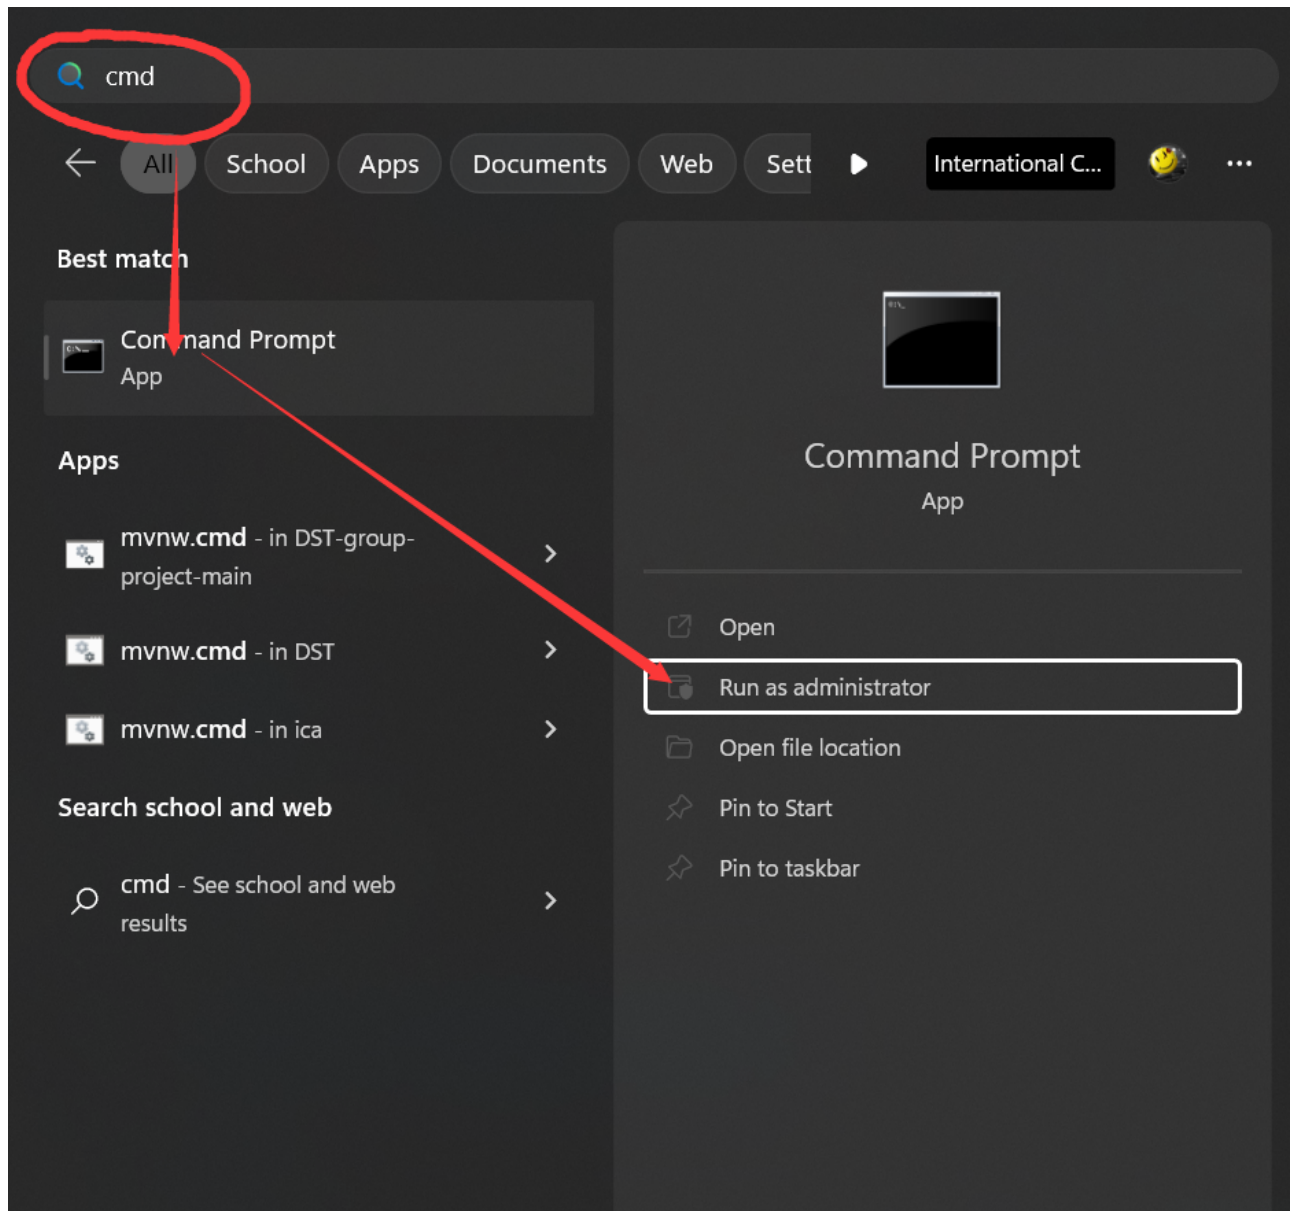 cmd
All School Apps Documents Web Sett International C...
Best match
Command Prompt
App
Apps
mvnw.cmd - in DST-group-
project-main
mvnw.cmd - in DST
mvnw.cmd - in ica
Search school and web
cmd - See school and web
results
Command Prompt
App
Open
Run as administrator
Open file location
Pin to Start
Pin to taskbar